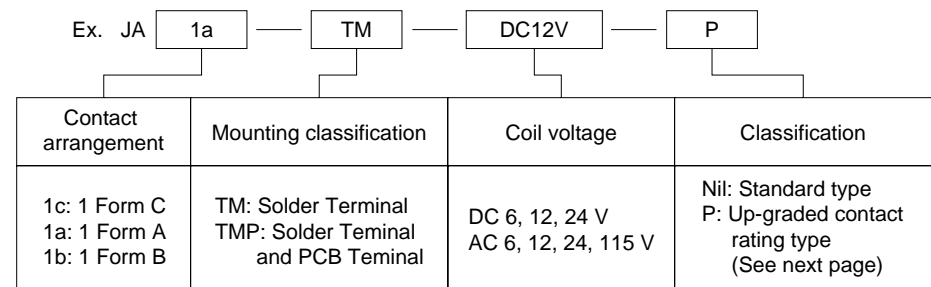 Ex. JA 1a TM DC12V P
Contact
arrangement
Mounting classification
Coil voltage
Classification
1c: 1 Form C
1a: 1 Form A
1b: 1 Form B
TM: Solder Terminal
TMP: Solder Teminal
and PCB Teminal
DC 6, 12, 24 V
AC 6, 12, 24, 115 V
Nil: Standard type
P: Up-graded contact
rating type
(See next page)